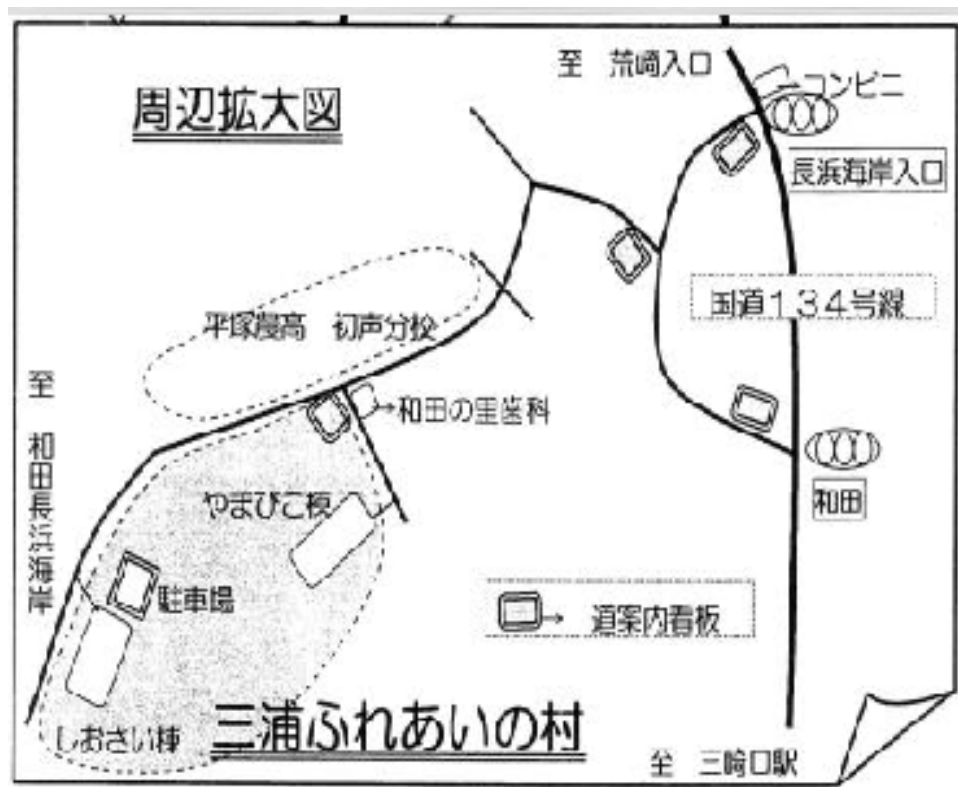 至 荒崎入口
コンビニ
周辺拡大図
長浜海岸入口
国道134号線
平塚農高 初声分校
至 和田長浜海岸
→和田の里歯科
やまびこ棟
和田
駐車場
→ 道案内看板
しおさい棟
三浦ふれあいの村
至 三崎口駅